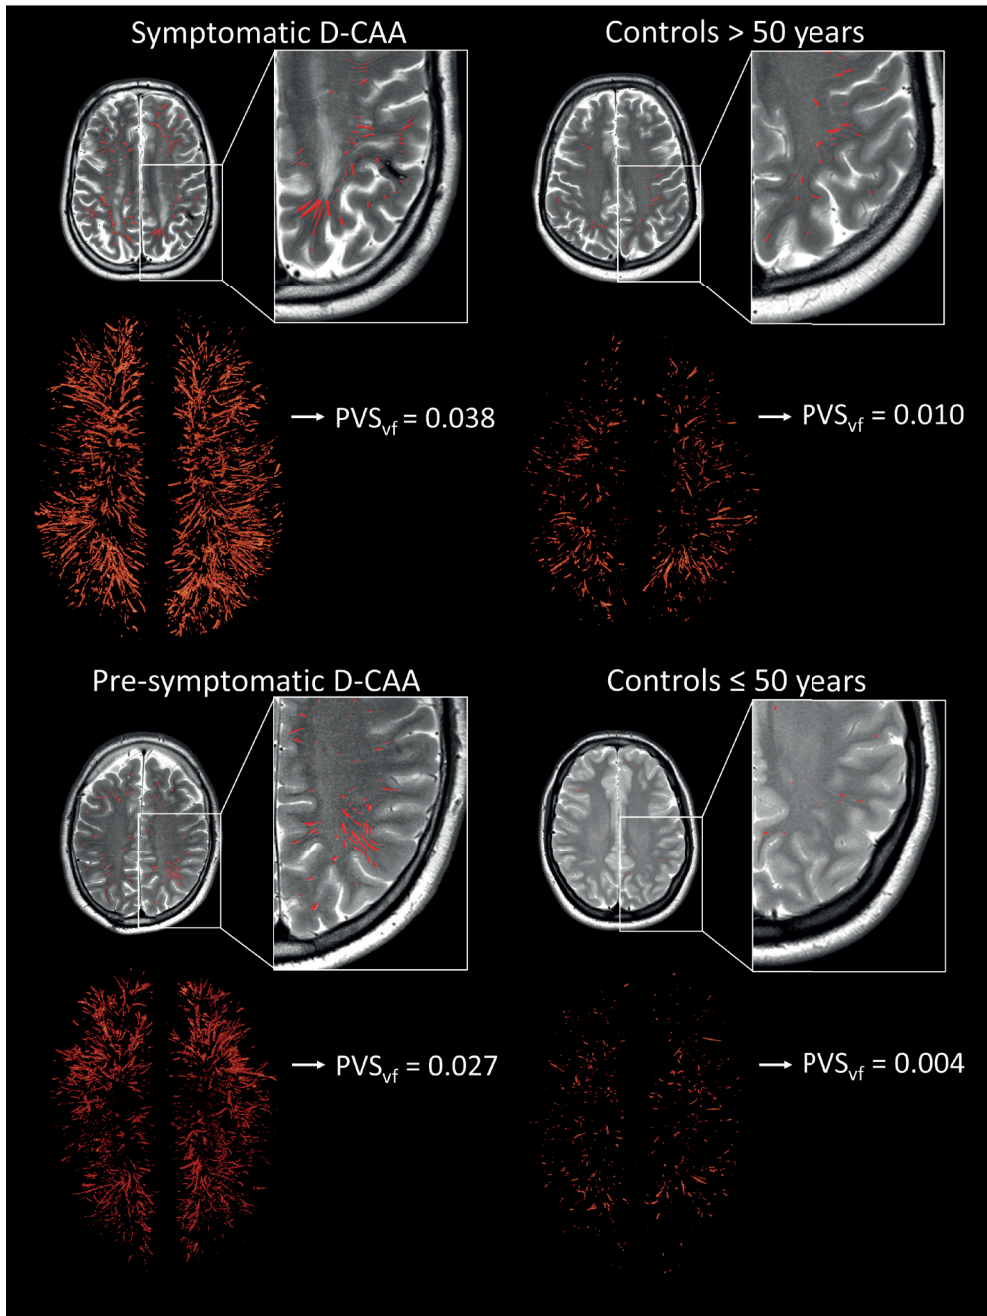 Symptomatic D-CAA
Controls > 50 years
→ PVSvf = 0.038
→ PVSvf = 0.010
Pre-symptomatic D-CAA
Controls ≤ 50 years
→ PVSvf = 0.027
→ PVSvf = 0.004